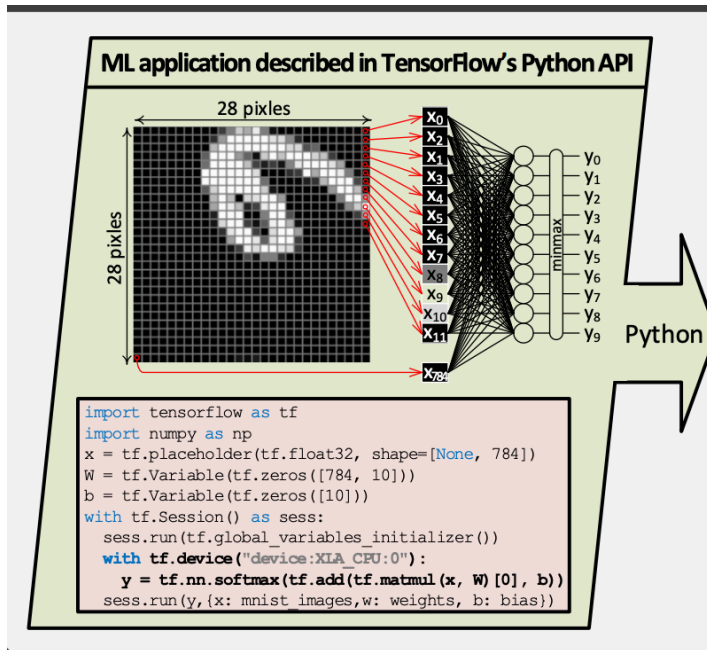 ML application described in TensorFlow's Python API
28 pixles
28 pixles
x0
x2
x1
x3
x4
x5
x6
x7
x8
x9
x10
x11
x784
minmax
y0
y1
y2
y3
y4
y5
y6
y7
y8
y9
Python
import tensorflow as tf
import numpy as np
x = tf.placeholder(tf.float32, shape=[None, 784])
W = tf.Variable(tf.zeros([784, 10]))
b = tf.Variable(tf.zeros([10]))
with tf.Session() as sess:
  sess.run(tf.global_variables_initializer())
  with tf.device("device:XLA_CPU:0"):
    y = tf.nn.softmax(tf.add(tf.matmul(x, W)[0], b))
  sess.run(y,{x: mnist_images,w: weights, b: bias})